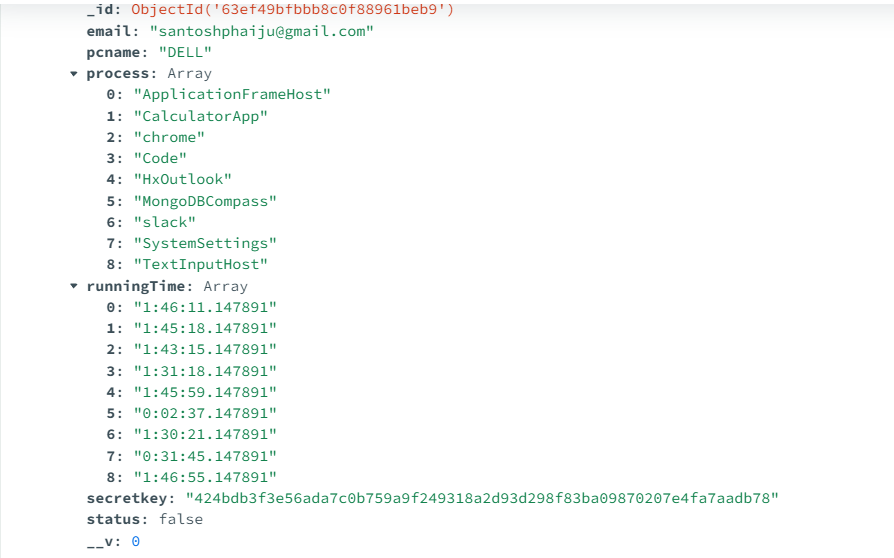 _id: ObjectId('63ef49bfbbb8c0f88961beb9')
email: "santoshphaiju@gmail.com"
pcname: "DELL"
process: Array
0: "ApplicationFrameHost"
1: "CalculatorApp"
2: "chrome"
3: "Code"
4: "HxOutlook"
5: "MongoDBCompass"
6: "slack"
7: "SystemSettings"
8: "TextInputHost"
runningTime: Array
0: "1:46:11.147891"
1: "1:45:18.147891"
2: "1:43:15.147891"
3: "1:31:18.147891"
4: "1:45:59.147891"
5: "0:02:37.147891"
6: "1:30:21.147891"
7: "0:31:45.147891"
8: "1:46:55.147891"
secretkey: "424bdb3f3e56ada7c0b759a9f249318a2d93d298f83ba09870207e4fa7aadb78"
status: false
__v: 0